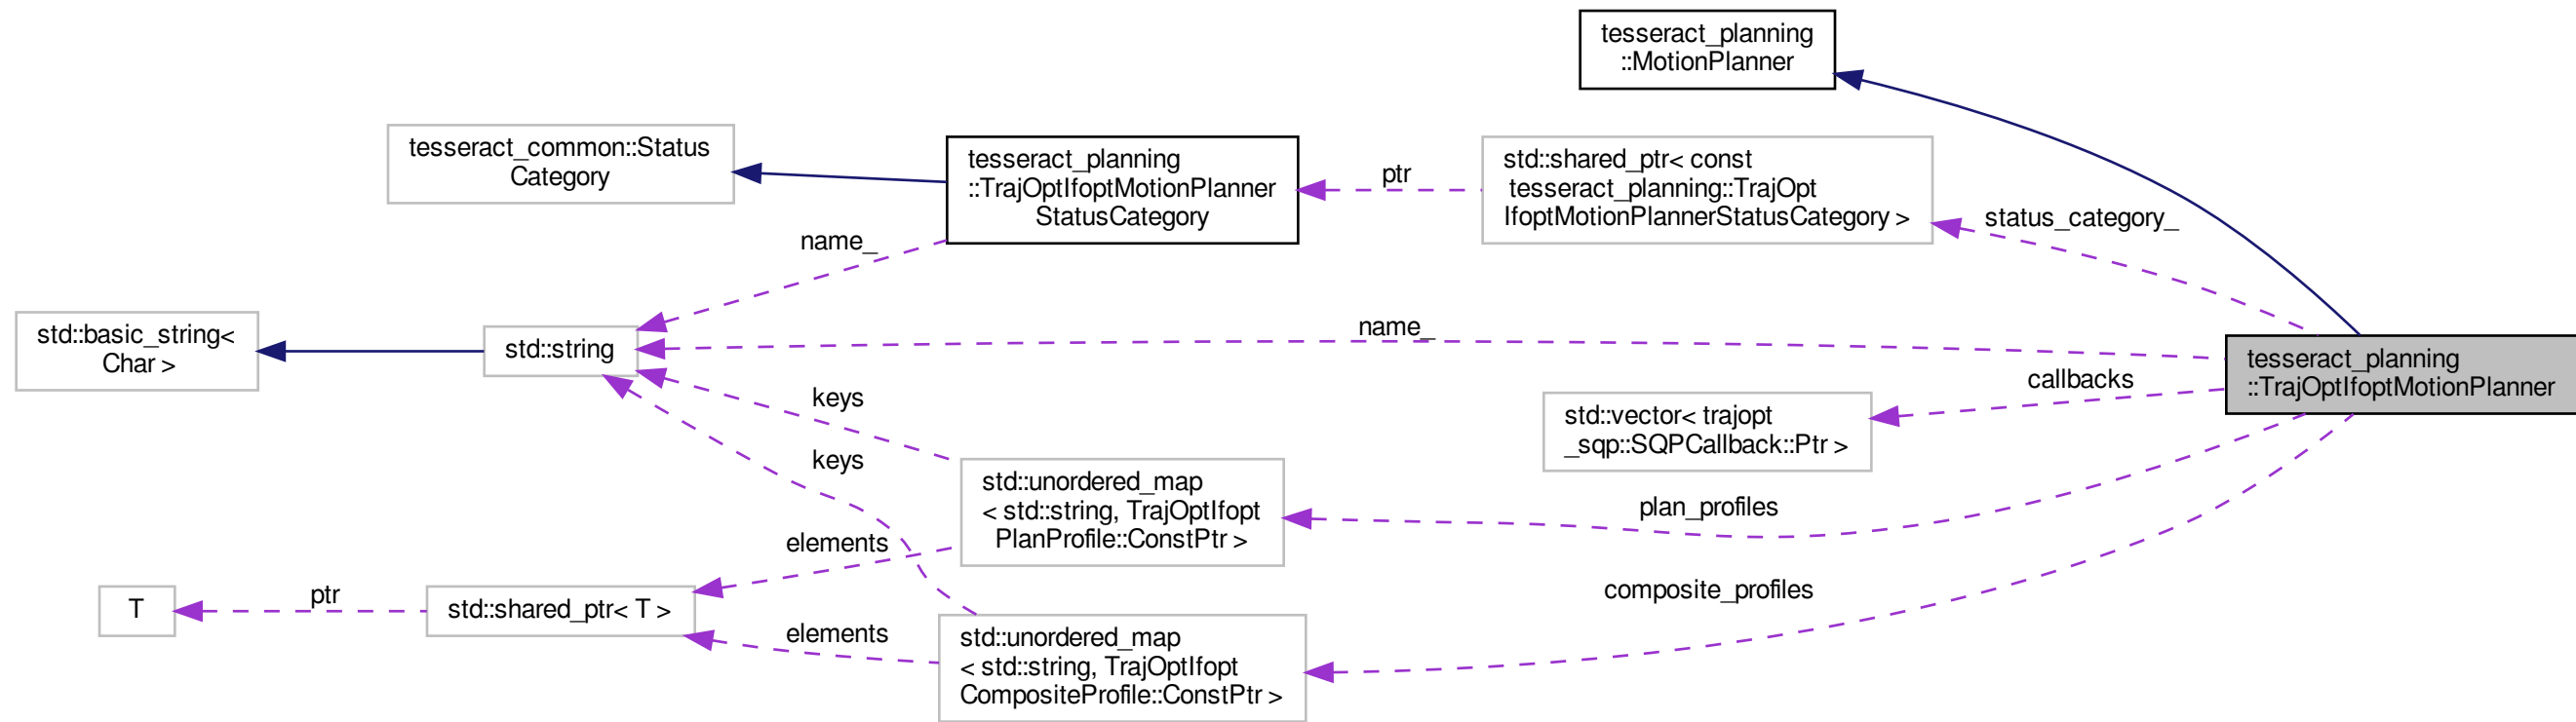 tesseract_planning
::MotionPlanner
tesseract_common::Status
Category
tesseract_planning
::TrajOptIfoptMotionPlanner
StatusCategory
ptr
std::shared_ptr< const
tesseract_planning::TrajOpt
IfoptMotionPlannerStatusCategory >
status_category_
name_
std::basic_string<
Char >
std::string
name_
tesseract_planning
::TrajOptIfoptMotionPlanner
keys
callbacks
std::vector< trajopt
_sqp::SQPCallback::Ptr >
keys
std::unordered_map
< std::string, TrajOptIfopt
PlanProfile::ConstPtr >
plan_profiles
elements
T
ptr
std::shared_ptr< T >
elements
std::unordered_map
< std::string, TrajOptIfopt
CompositeProfile::ConstPtr >
composite_profiles